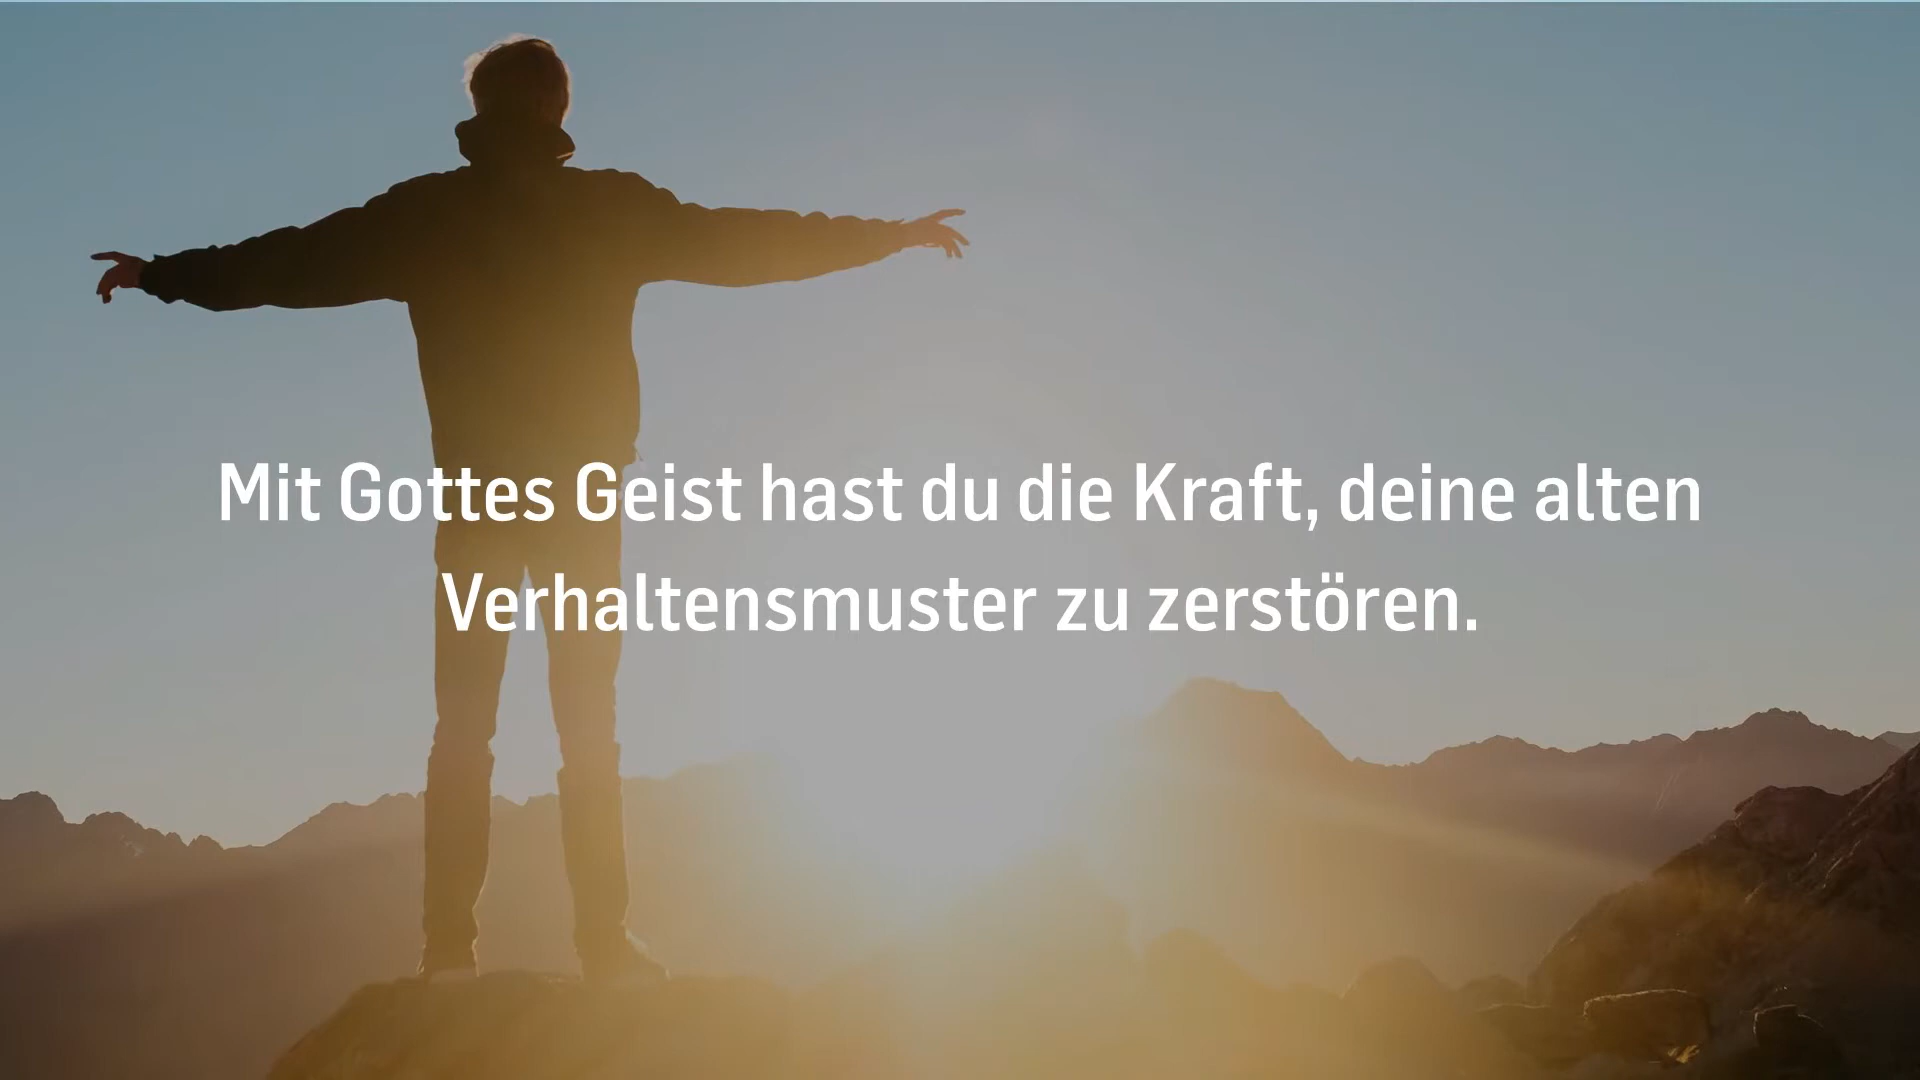 Mit Gottes Geist hast du die Kraft, deine alten
Verhaltensmuster zu zerstören.